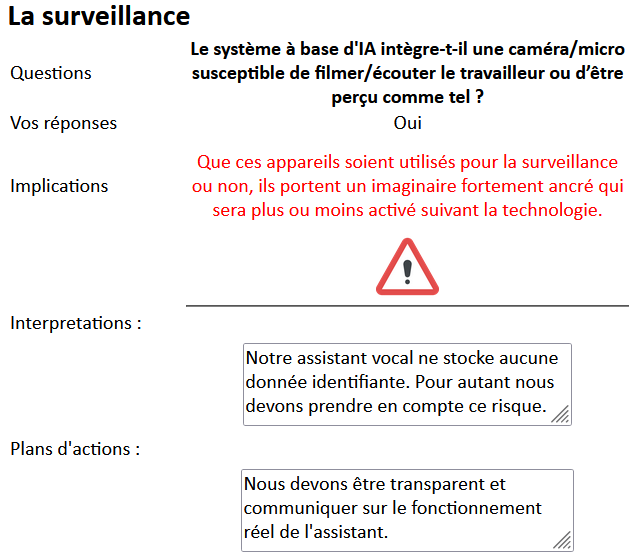 La surveillance
Questions
Le système à base d'IA intègre-t-il une caméra/micro
susceptible de filmer/écouter le travailleur ou d’être
perçu comme tel ?
Vos réponses
Oui
Implications
Que ces appareils soient utilisés pour la surveillance
ou non, ils portent un imaginaire fortement ancré qui
sera plus ou moins activé suivant la technologie.
Interpretations :
Notre assistant vocal ne stocke aucune
donnée identifiante. Pour autant nous
devons prendre en compte ce risque.
Plans d'actions :
Nous devons être transparent et
communiquer sur le fonctionnement
réel de l'assistant.